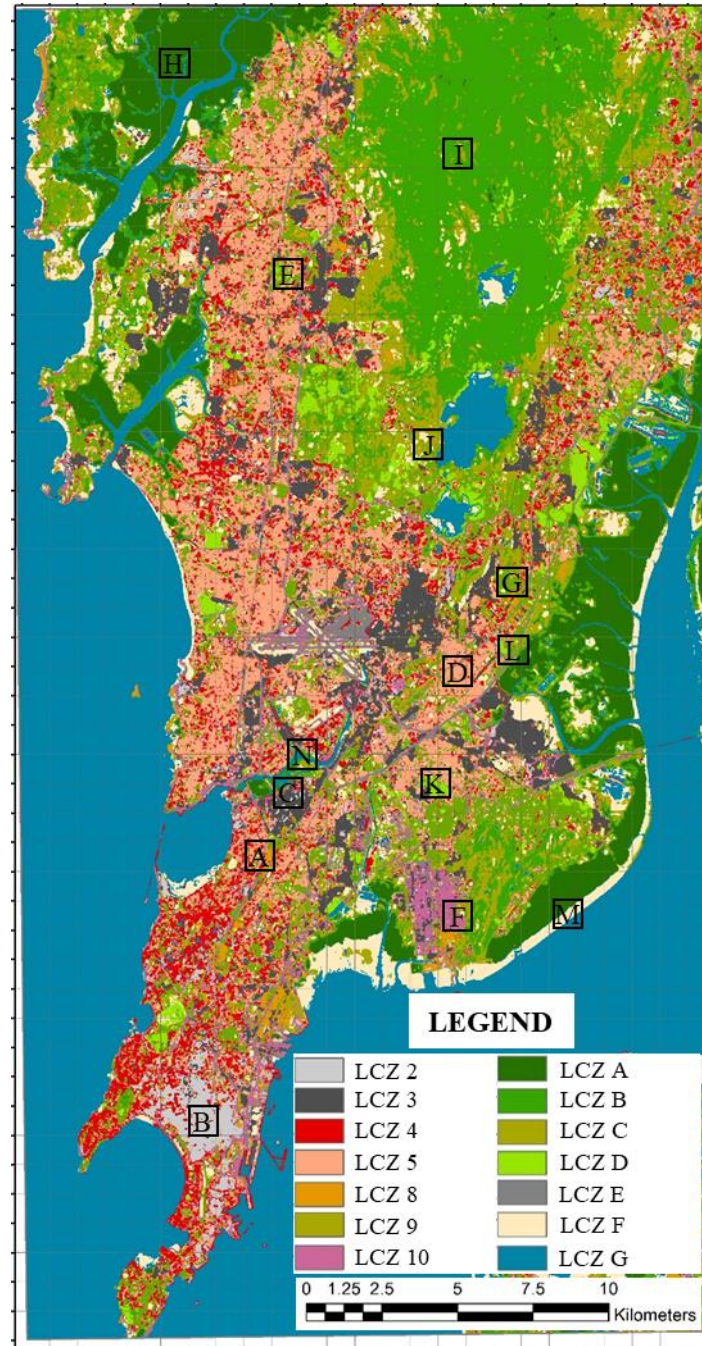 H
I
E
J
G
L
D
N
K
C
A
F
M
B
LEGEND
LCZ 2 LCZ A
LCZ 3 LCZ B
LCZ 4 LCZ C
LCZ 5 LCZ D
LCZ 8 LCZ E
LCZ 9 LCZ F
LCZ 10 LCZ G
0 1.25 2.5 5 7.5 10
Kilometers